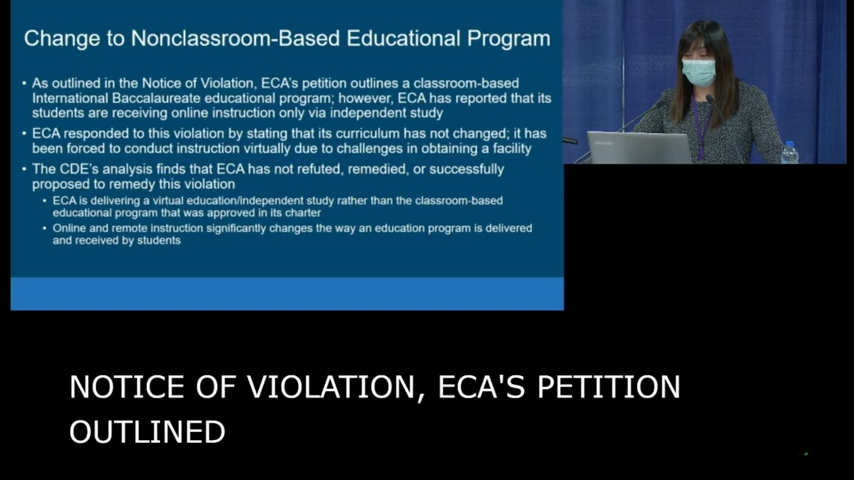 Change to Nonclassroom-Based Educational Program
• As outlined in the Notice of Violation, ECA's petition outlines a classroom-based
International Baccalaureate educational program; however, ECA has reported that its
students are receiving online instruction only via independent study
• ECA responded to this violation by stating that its curriculum has not changed; it has
been forced to conduct instruction virtually due to challenges in obtaining a facility
• The CDE's analysis finds that ECA has not refuted, remedied, or successfully
proposed to remedy this violation
• ECA is delivering a virtual education/independent study rather than the classroom-based
educational program that was approved in its charter
• Online and remote instruction significantly changes the way an education program is delivered
and received by students
NOTICE OF VIOLATION, ECA'S PETITION
OUTLINED